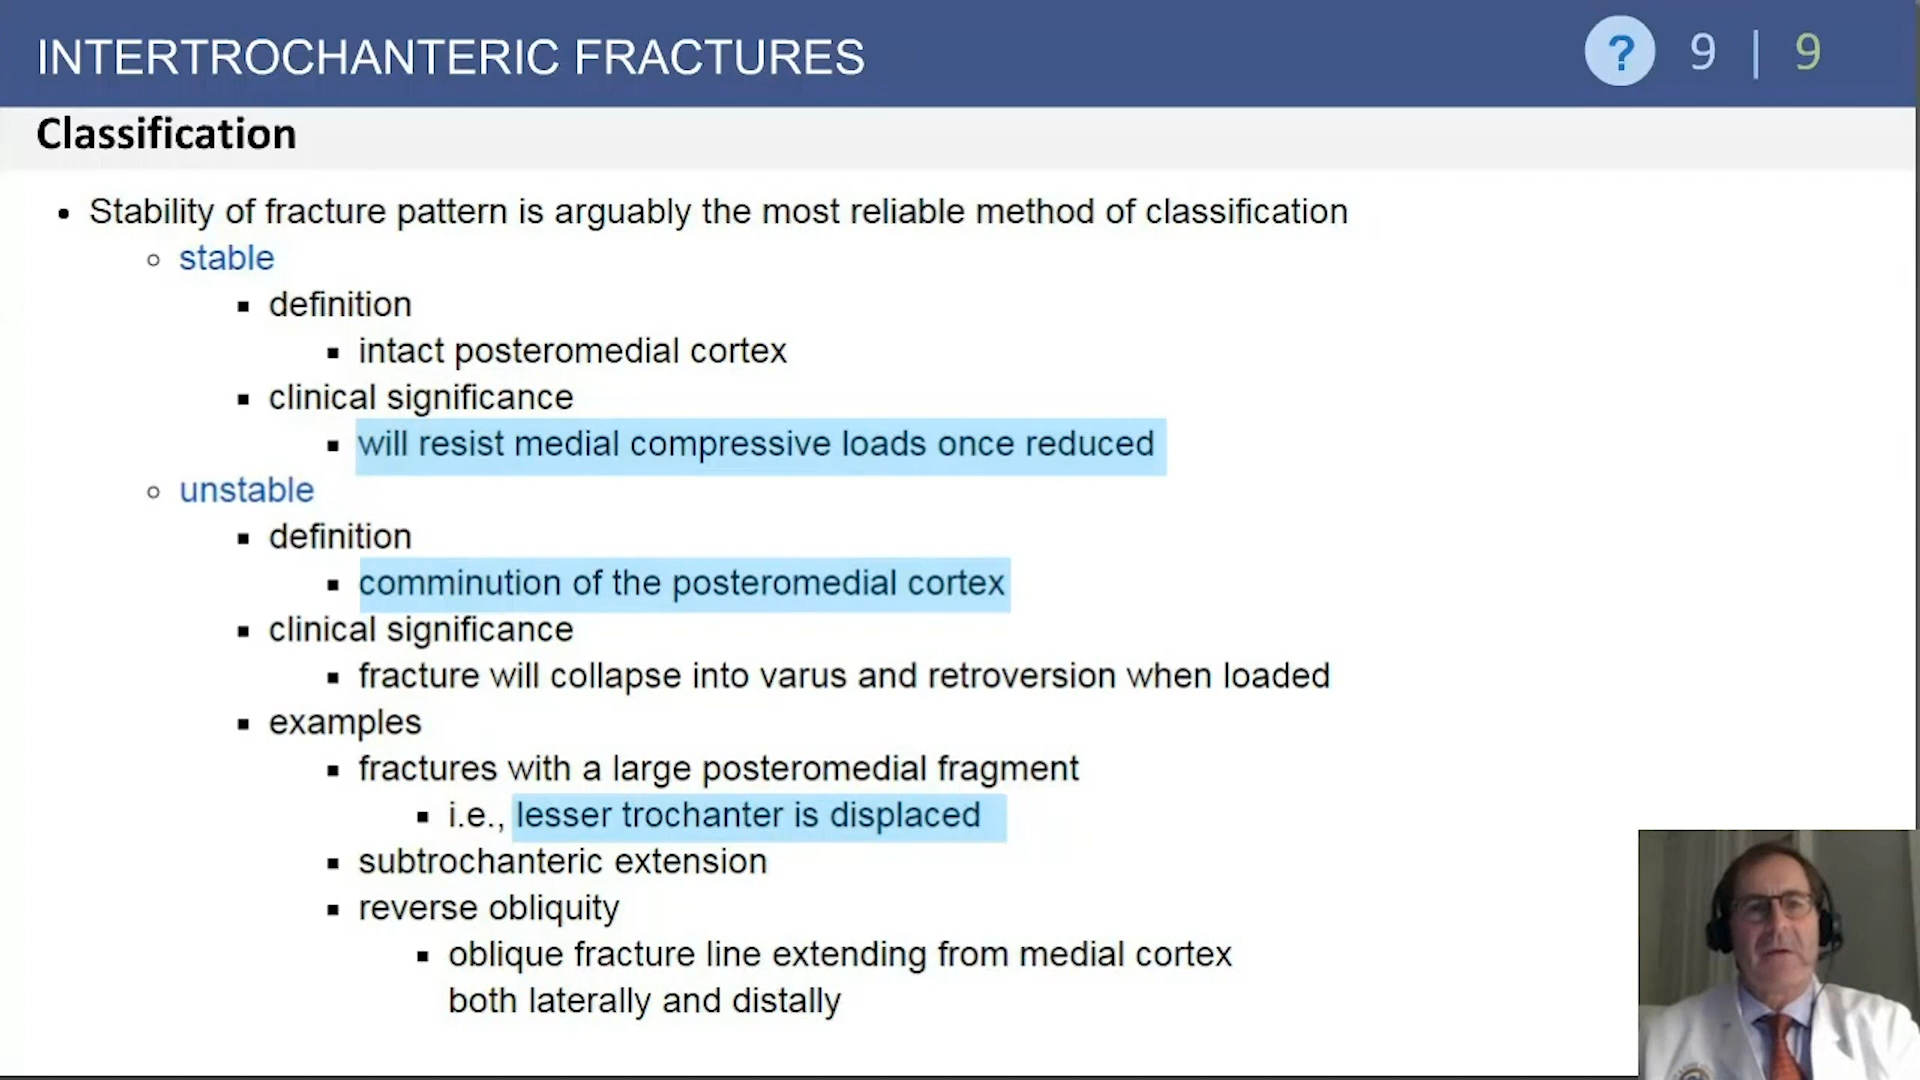 INTERTROCHANTERIC FRACTURES
? 9 | 9
Classification
• Stability of fracture pattern is arguably the most reliable method of classification
○ stable
▪ definition
▪ intact posteromedial cortex
▪ clinical significance
▪ will resist medial compressive loads once reduced
○ unstable
▪ definition
▪ comminution of the posteromedial cortex
▪ clinical significance
▪ fracture will collapse into varus and retroversion when loaded
▪ examples
▪ fractures with a large posteromedial fragment
▪ i.e., lesser trochanter is displaced
▪ subtrochanteric extension
▪ reverse obliquity
▪ oblique fracture line extending from medial cortex
both laterally and distally